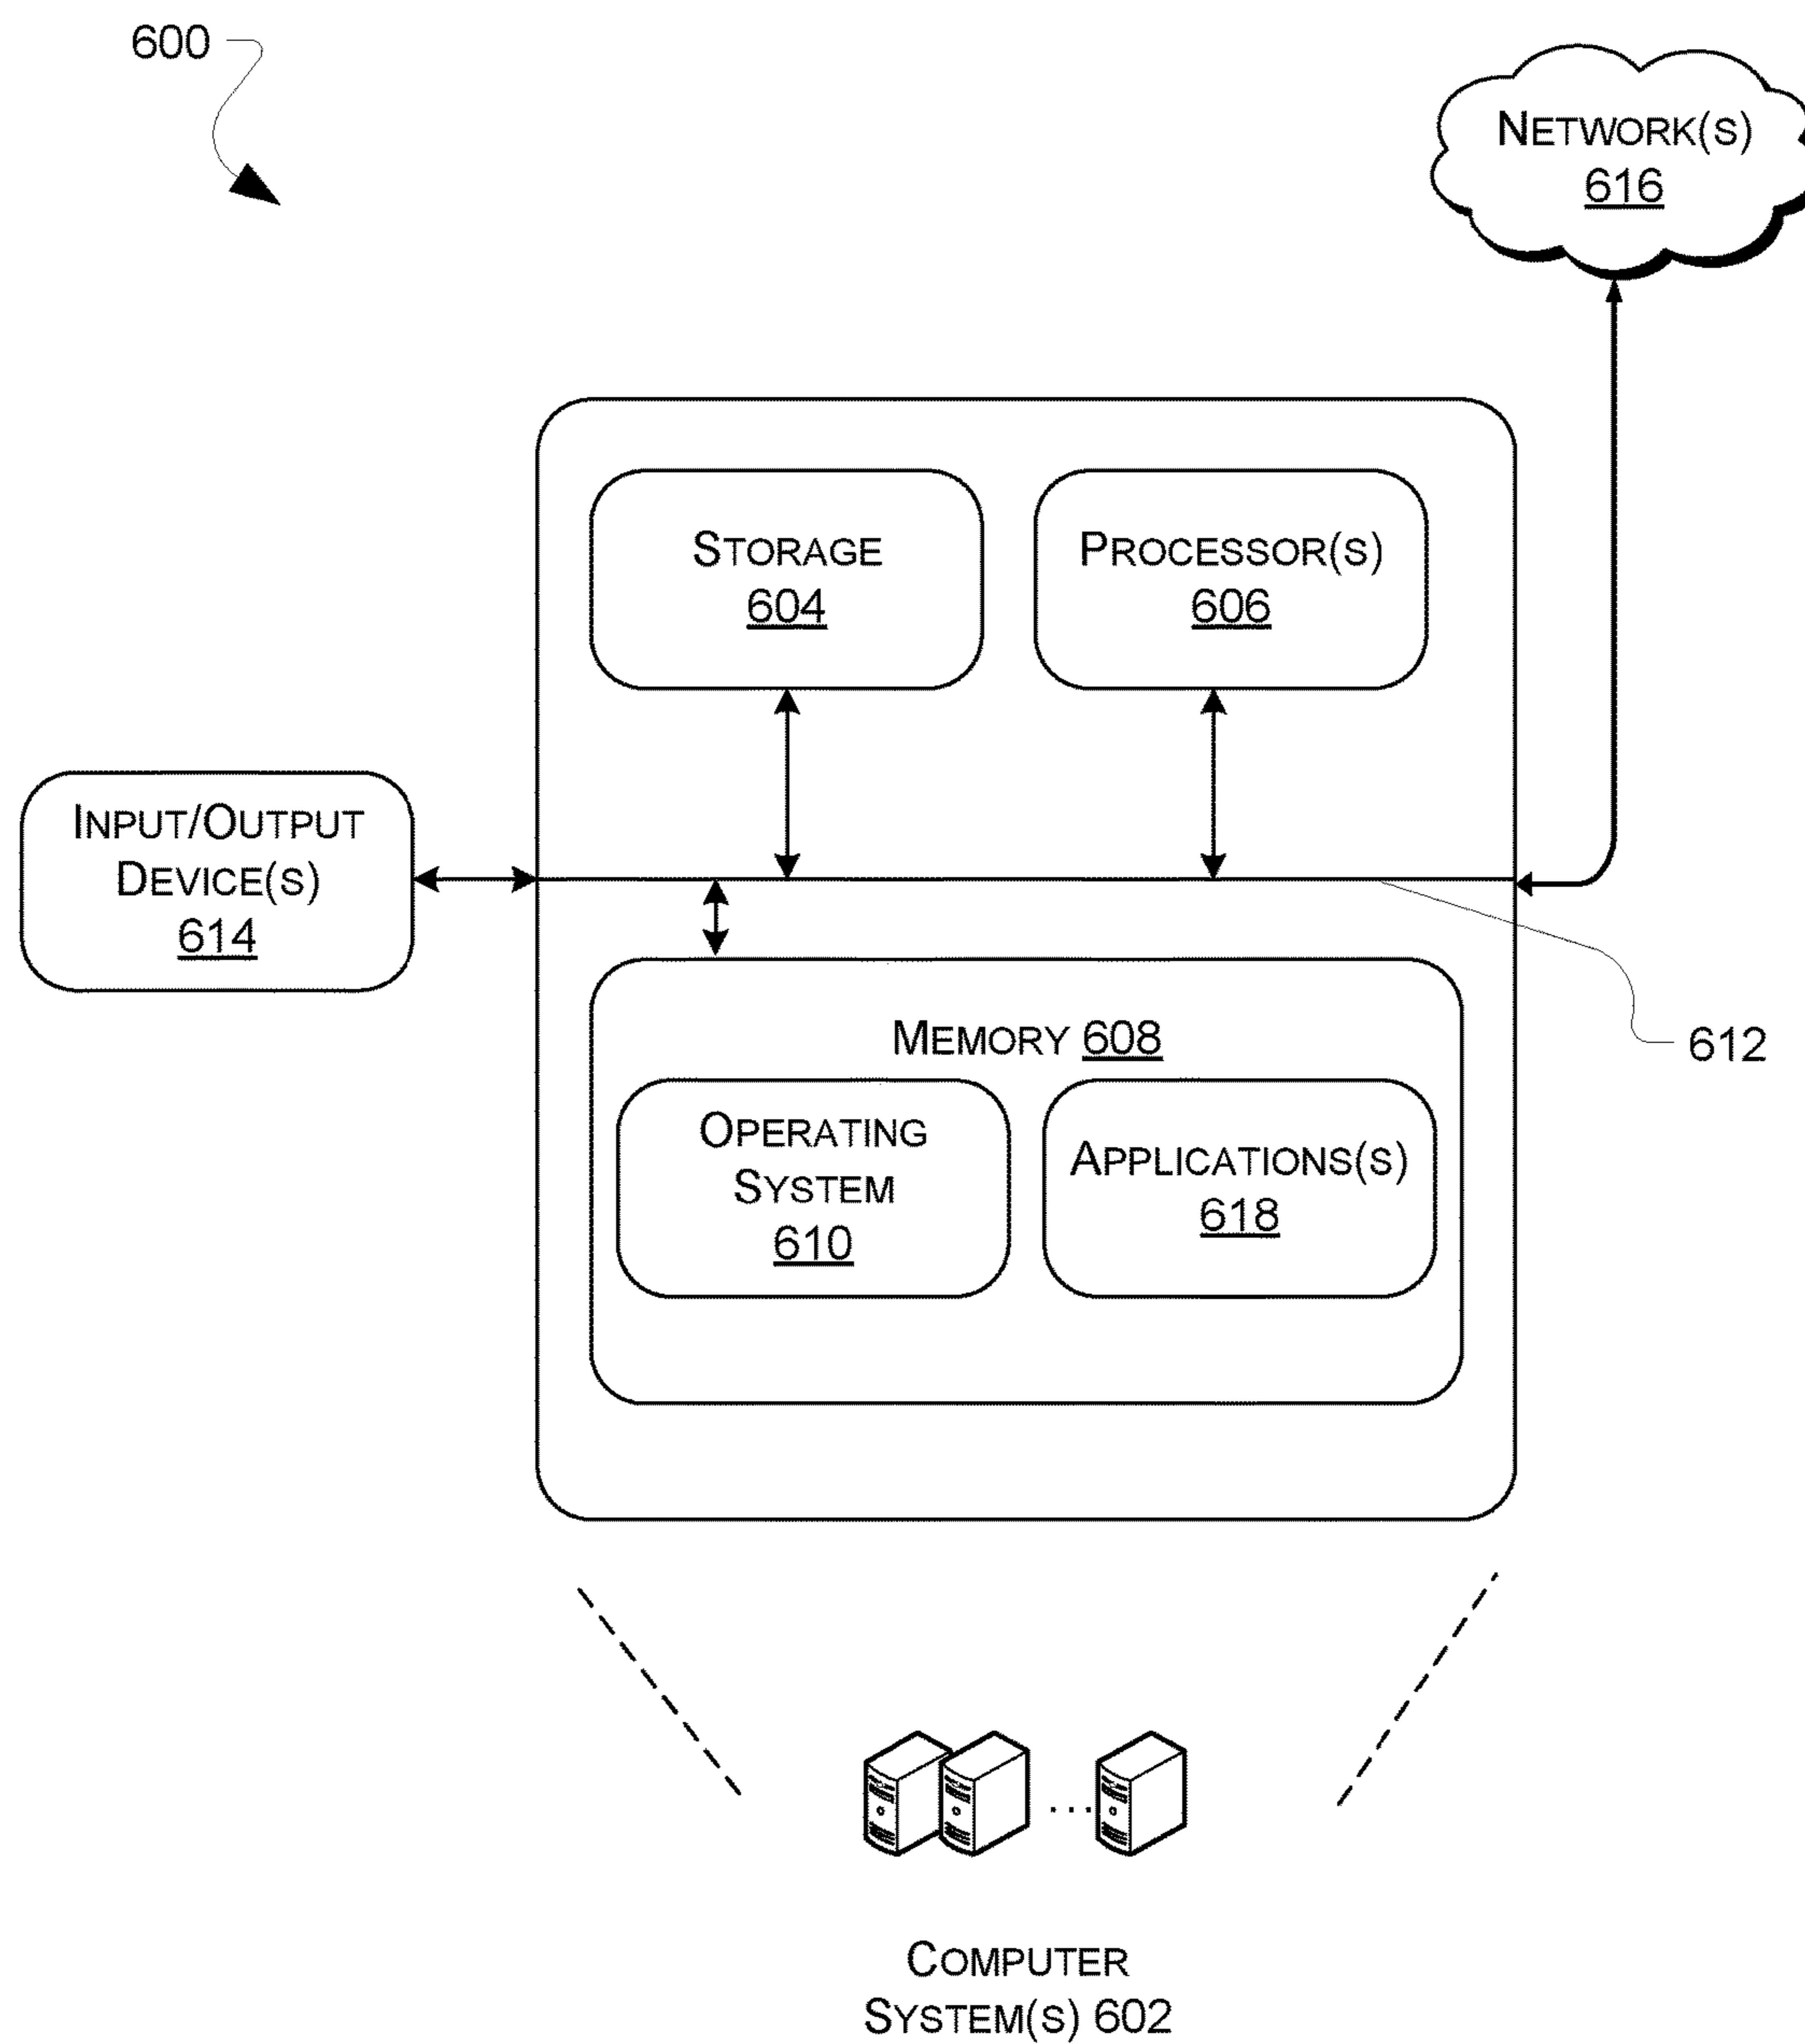 600
NETWORK(S)
616
STORAGE
604
PROCESSOR(S)
606
INPUT/OUTPUT
DEVICE(S)
614
612
MEMORY 608
OPERATING
SYSTEM
610
APPLICATIONS(S)
618
...
COMPUTER
SYSTEM(S) 602